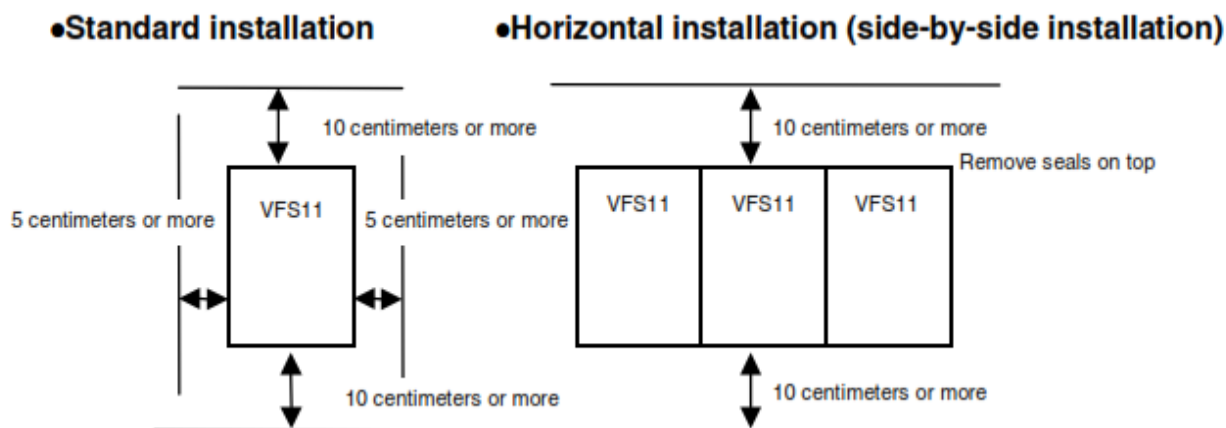 ●Standard installation
●Horizontal installation (side-by-side installation)
10 centimeters or more
5 centimeters or more
VFS11
5 centimeters or more
10 centimeters or more
10 centimeters or more
Remove seals on top
VFS11
VFS11
VFS11
10 centimeters or more